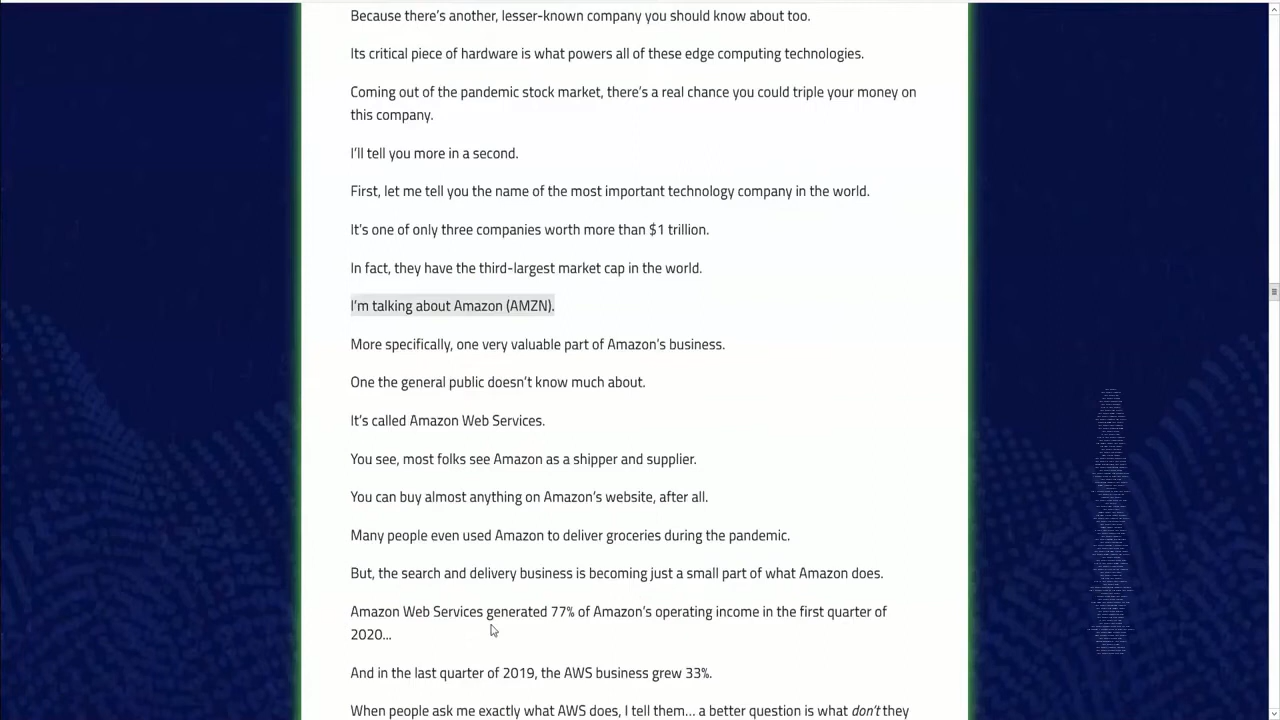 Because there's another, lesser-known company you should know about too.
Its critical piece of hardware is what powers all of these edge computing technologies.
Coming out of the pandemic stock market, there's a real chance you could triple your money on
this company.
I'll tell you more in a second.
First, let me tell you the name of the most important technology company in the world.
It's one of only three companies worth more than $1 trillion.
In fact, they have the third-largest market cap in the world.
I'm talking about Amazon (AMZN).
More specifically, one very valuable part of Amazon's business.
One the general public doesn't know much about.
It's called Amazon Web Services.
You see, most folks see Amazon as a shipper and supplier.
You can buy almost anything on Amazon's website, after all.
Many people even used Amazon to deliver groceries during the pandemic.
But the merch and delivery business is becoming just a small part of what Amazon does.
Amazon Web Services generated 77% of Amazon's operating income in the first quarter of
2020...
And in the last quarter of 2019, the AWS business grew 33%.
When people ask me exactly what AWS does, I tell them... a better question is what don't they